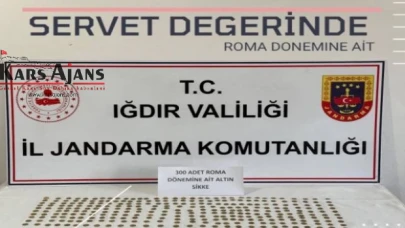 SERVET DEGERİNDE
ROMA DONEMINE AİT
Kars Ajans
T.C.
IĞDIR VALİLİĞİ
İL JANDARMA KOMUTANLIĞI
300 ADET ROMA
DÖNEMİNE AİT ALTIN
SİKKE